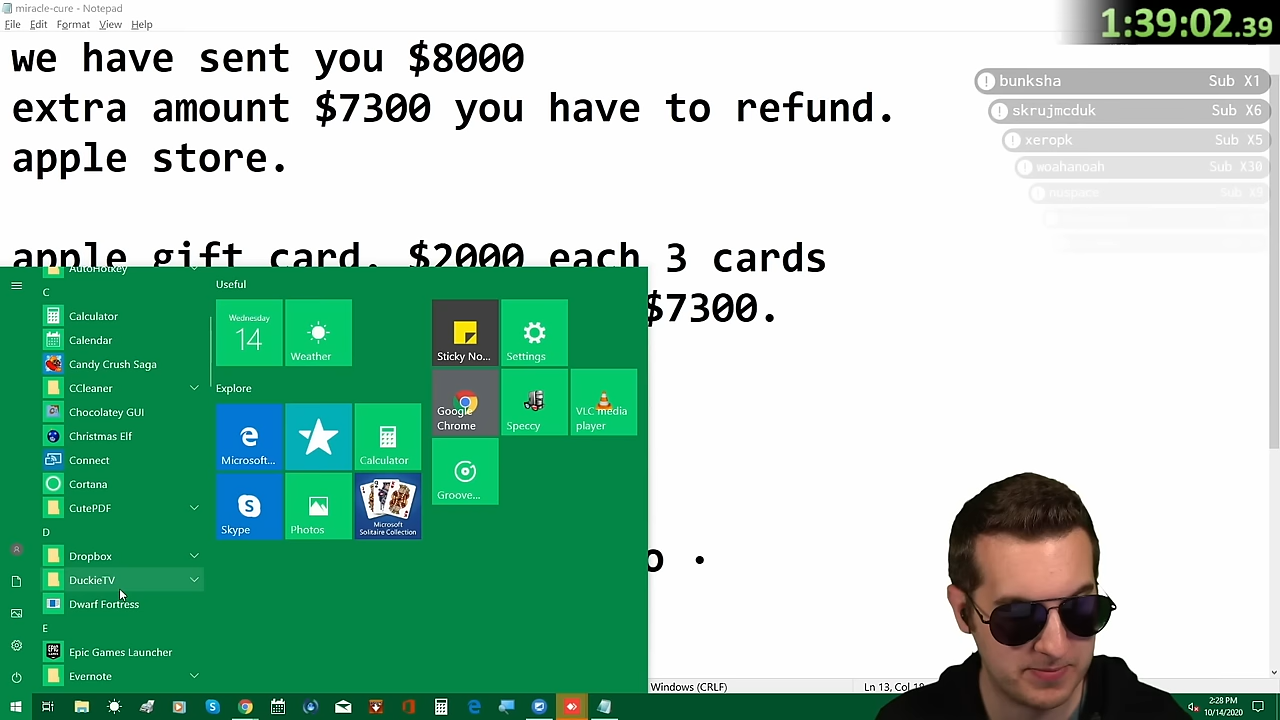 miracle-cure - Notepad
File Edit Format View Help
1:39:02.39
we have sent you $8000
extra amount $7300 you have to refund.
apple store.
apple gift card. $2000 each 3 cards
$7300.
o .
bunksha Sub X1
skrujmcduk Sub X6
xeropk Sub X5
woahanoah Sub X30
nuspace Sub X9
AutoHotkey
C
Calculator
Calendar
Candy Crush Saga
CCleaner
Chocolatey GUI
Christmas Elf
Connect
Cortana
CutePDF
D
Dropbox
DuckieTV
Dwarf Fortress
E
Epic Games Launcher
Evernote
Useful
Wednesday
14
Weather
Explore
Microsoft...
Calculator
Skype
Photos
Microsoft
Solitaire Collection
Sticky No...
Settings
Google
Chrome
Speccy
VLC media
player
Groove...
Windows (CRLF)
Ln 13, Col
2:28 PM
10/14/2020